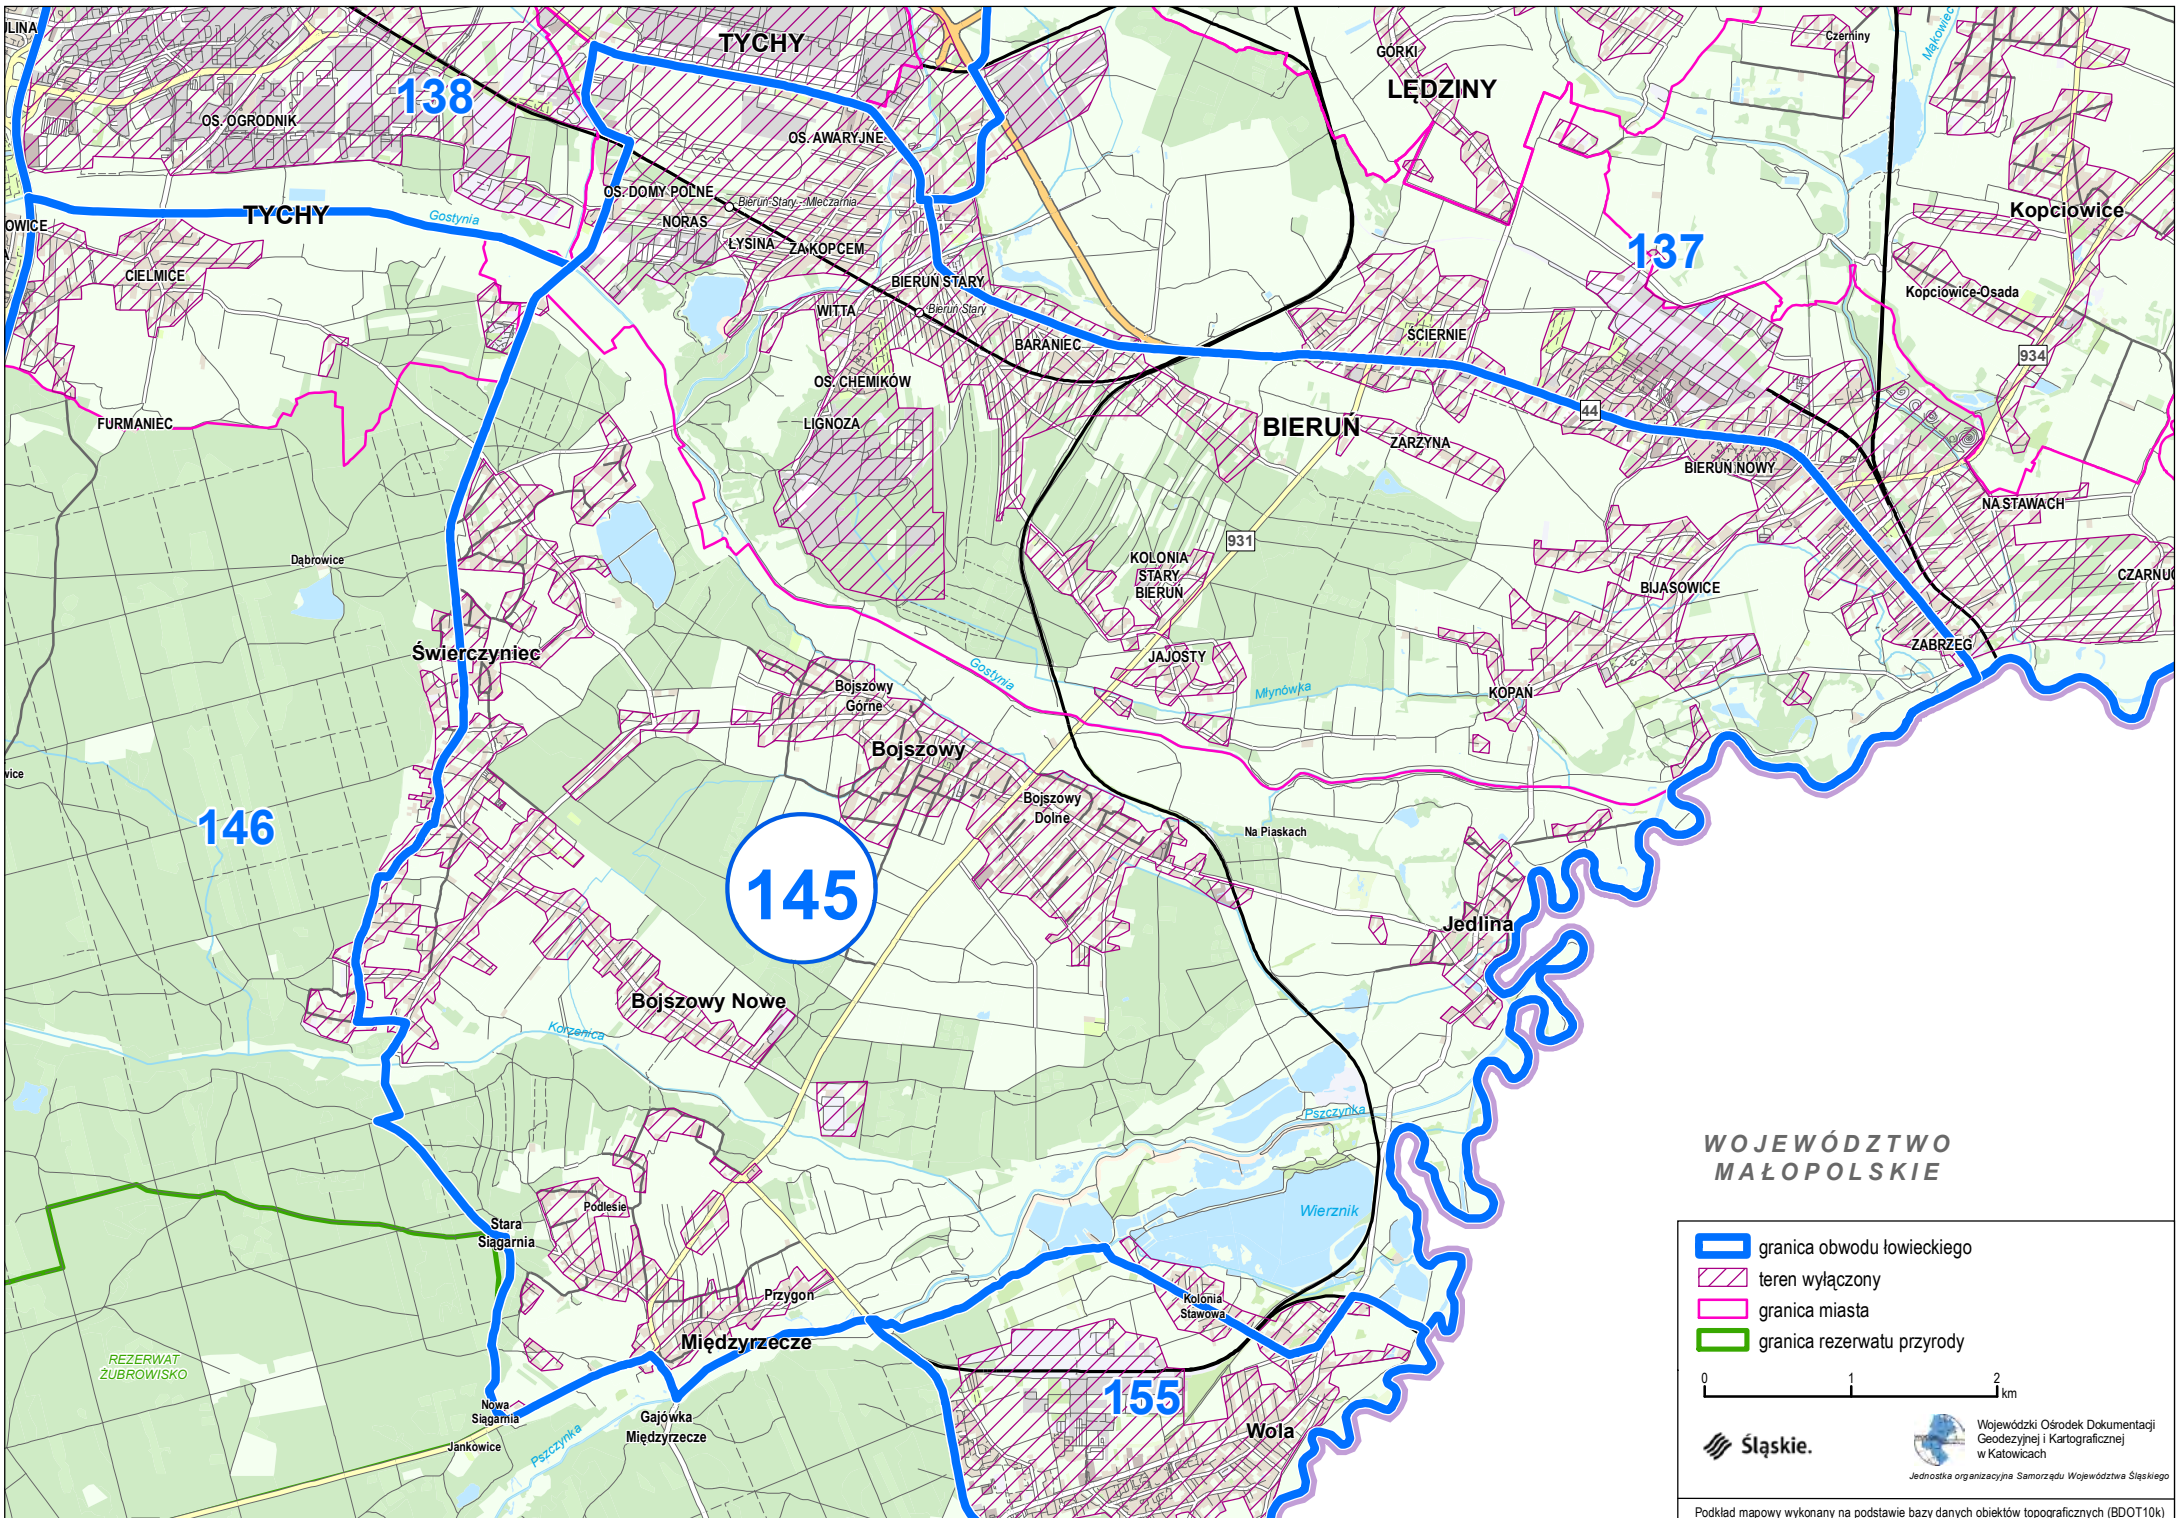 TYCHY
138
OS. OGRODNIK
OS. AWARYJNE
GÓRKI
LĘDZINY
Czerniny
Mąkowiec
OS. DOMY POLNE
Bieruń Stary - Mleczarnia
NORAS
ŁYSINA
ZAKOPCEM
TYCHY
Gostynia
OWICE
CIELMICE
Kopciowice
137
Kopciowice-Osada
934
BIERUŃ STARY
WITTA
Bieruń Stary
BARANIEC
ŚCIERNIE
OS. CHEMIKÓW
44
FURMANIEC
LIGNOZA
BIERUŃ
ZARZYNA
BIERUŃ NOWY
NA STAWACH
931
Dąbrowice
KOLONIA
STARY
BIERUŃ
BIJASOWICE
ZABRZEG
Świerczyniec
JAJOSTY
Gostynia
Młynówka
KOPAŃ
Bojszowy
Górne
Bojszowy
Bojszowy
Dolne
Na Piaskach
146
145
Jedlina
Bojszowy Nowe
Korzenica
Pszczynka
WOJEWÓDZTWO
MAŁOPOLSKIE
Podlesie
Wierznik
Stara
Siągarnia
Kolonia
Stawowa
Przygon
Międzyrzecze
REZERWAT
ŻUBROWISKO
155
Nowa
Siągarnia
Gajówka
Międzyrzecze
Wola
Jankowice
Pszczynka
granica obwodu łowieckiego
teren wyłączony
granica miasta
granica rezerwatu przyrody
0 1 2
km
Śląskie.
Wojewódzki Ośrodek Dokumentacji
Geodezyjnej i Kartograficznej
w Katowicach
Jednostka organizacyjna Samorządu Województwa Śląskiego
Podkład mapowy wykonany na podstawie bazy danych obiektów topograficznych (BDOT10k)